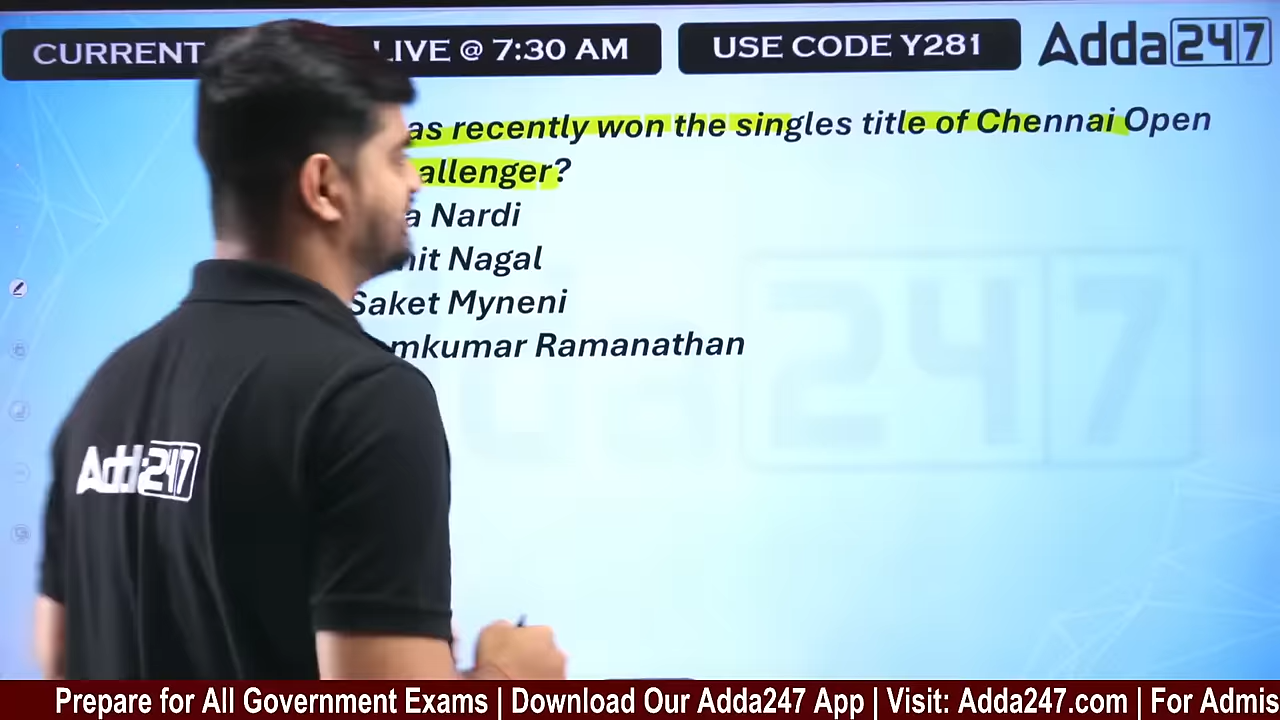 CURRENT LIVE @ 7:30 AM
USE CODE Y281
Adda247
as recently won the singles title of Chennai Open
allenger?
a Nardi
it Nagal
Saket Myneni
mkumar Ramanathan
Adda247
Prepare for All Government Exams | Download Our Adda247 App | Visit: Adda247.com | For Admis